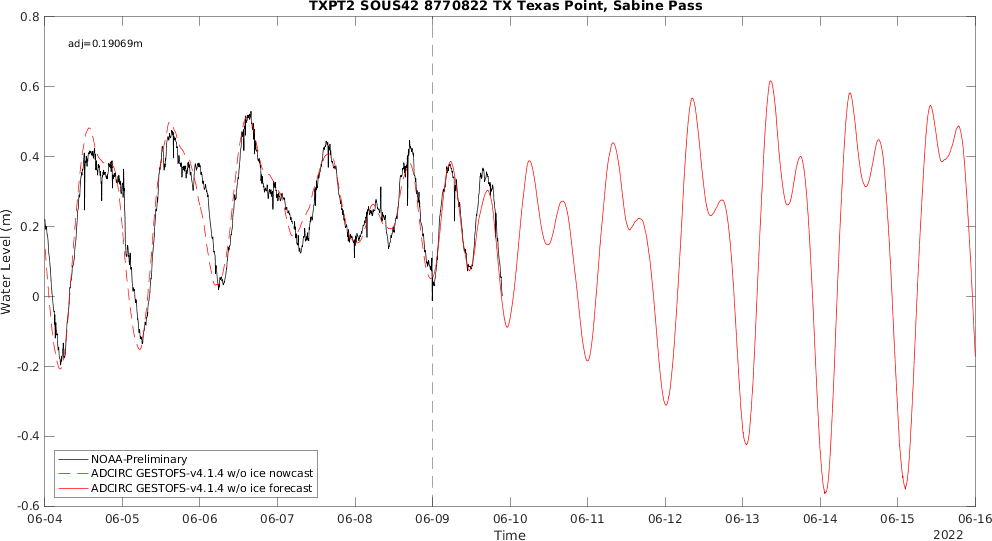 TXPT2 SOUS42 8770822 TX Texas Point, Sabine Pass
adj=0.19069m
Water Level (m)
0.8
0.6
0.4
0.2
0
-0.2
-0.4
-0.6
NOAA-Preliminary
ADCIRC GESTOFS-v4.1.4 w/o ice nowcast
ADCIRC GESTOFS-v4.1.4 w/o ice forecast
06-04 06-05 06-06 06-07 06-08 06-09 06-10 06-11 06-12 06-13 06-14 06-15 06-16
Time
2022